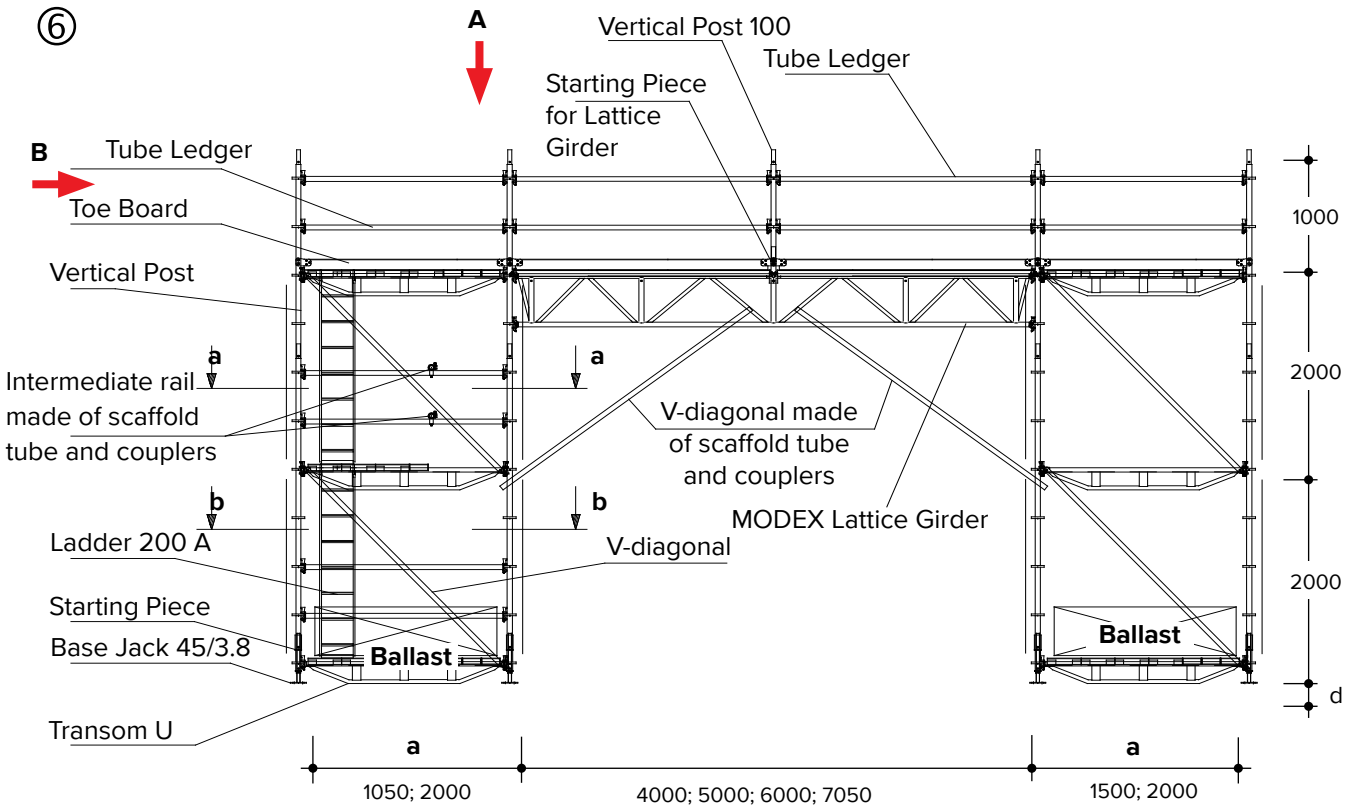 ⑥
A
Vertical Post 100
Tube Ledger
Starting Piece
for Lattice
Girder
B
Tube Ledger
Toe Board
Vertical Post
1000
a
a
Intermediate rail
made of scaffold
tube and couplers
2000
V-diagonal made
of scaffold tube
and couplers
b
b
MODEX Lattice Girder
Ladder 200 A
V-diagonal
2000
Starting Piece
Base Jack 45/3.8
Ballast
Ballast
d
Transom U
a
a
1050; 2000
4000; 5000; 6000; 7050
1500; 2000